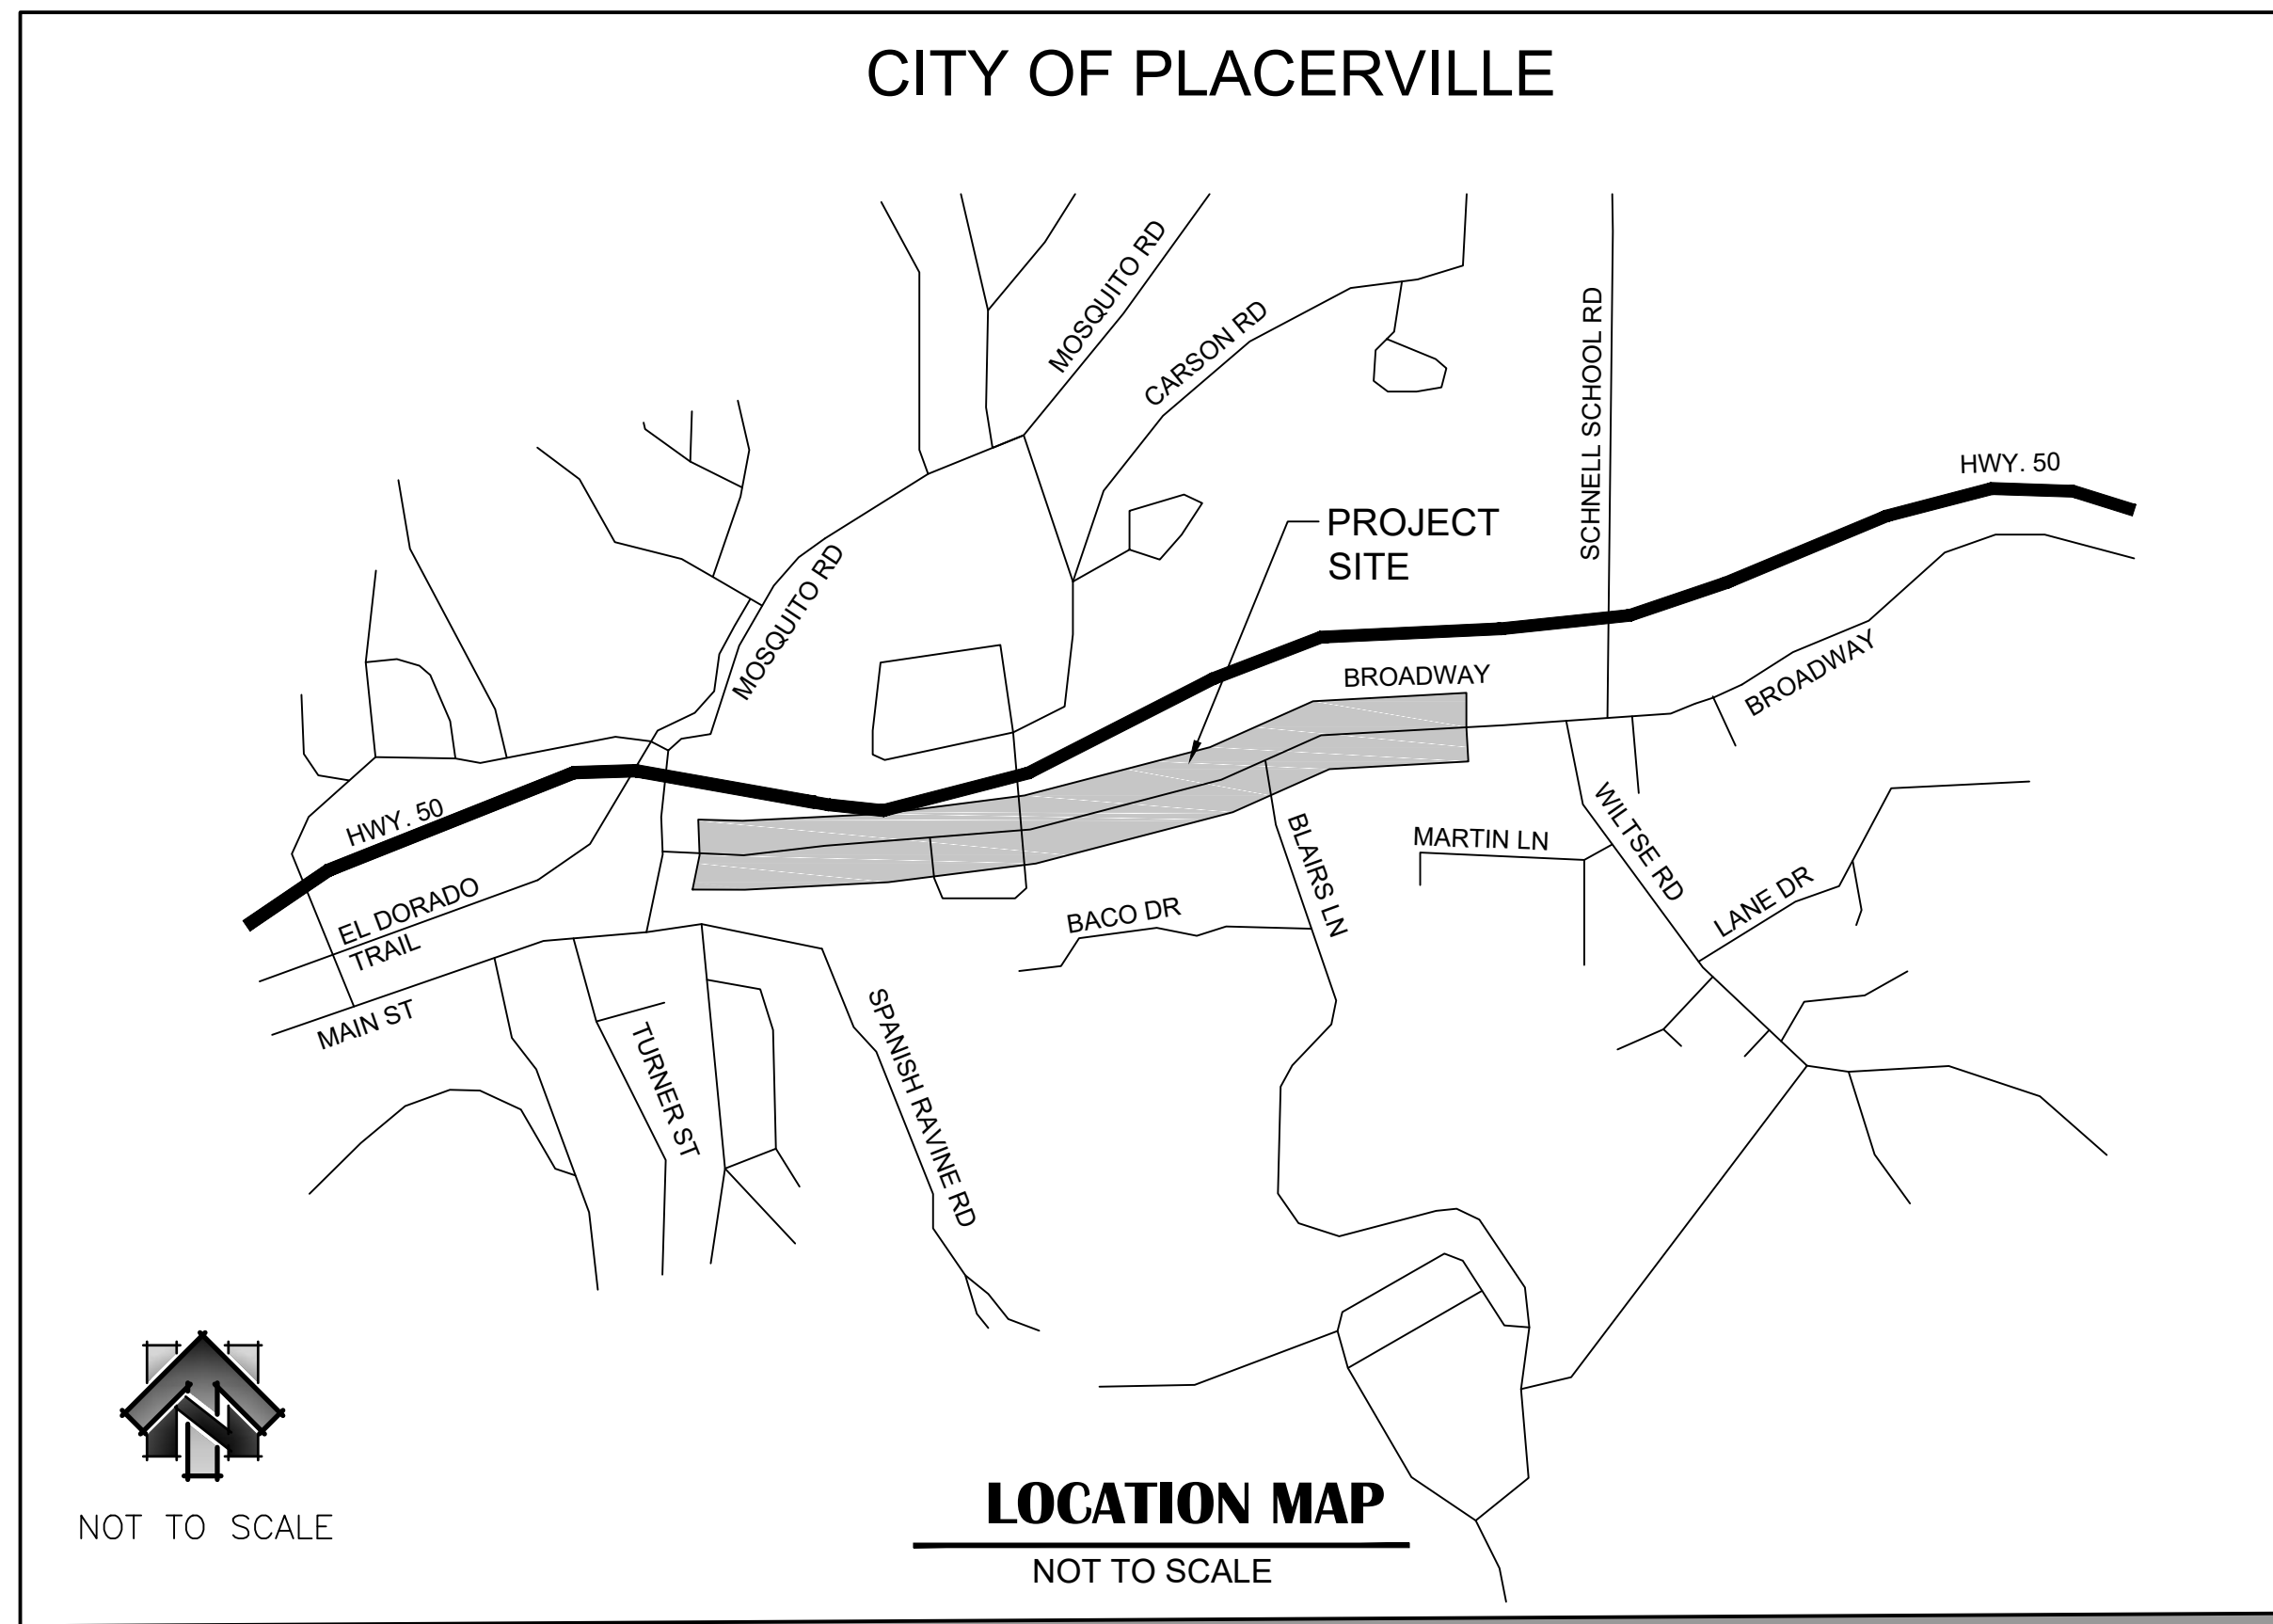 CITY OF PLACERVILLE
MOSQUITO RD
CARSON RD
SCHNELL SCHOOL RD
HWY. 50
PROJECT
SITE
MOSQUITO RD
BROADWAY
BROADWAY
HWY. 50
EL DORADO
TRAIL
MAIN ST
MARTIN LN
WILTSE RD
BLAIRS LN
LANE DR
BACO DR
TURNER ST
SPANISH RAVINE RD
N
NOT TO SCALE
LOCATION MAP
NOT TO SCALE